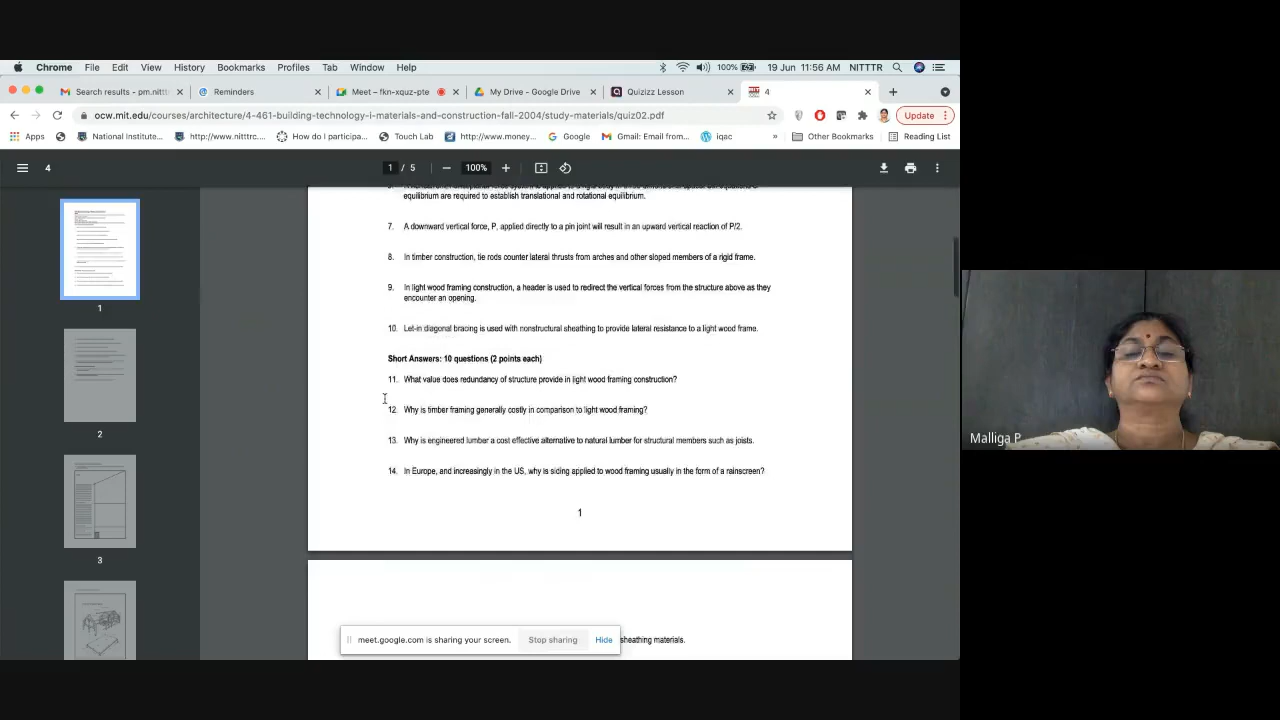 Chrome File Edit View History Bookmarks Profiles Tab Window Help 100% 19 Jun 11:56 AM NITTTR
Search results - pm.nittt Reminders Meet – fkn-xquz-pte My Drive - Google Drive Quizizz Lesson 4
ocw.mit.edu/courses/architecture/4-461-building-technology-i-materials-and-construction-fall-2004/study-materials/quiz02.pdf Update
Apps National Institute... http://www.nitttrc.... How do I participa... Touch Lab http://www.money... Google Gmail: Email from... iqac » Other Bookmarks Reading List
4 1 / 5 100%
equilibrium are required to establish translational and rotational equilibrium.
7. A downward vertical force, P, applied directly to a pin joint will result in an upward vertical reaction of P/2.
8. In timber construction, tie rods counter lateral thrusts from arches and other sloped members of a rigid frame.
9. In light wood framing construction, a header is used to redirect the vertical forces from the structure above as they
encounter an opening.
10. Let-in diagonal bracing is used with nonstructural sheathing to provide lateral resistance to a light wood frame.
Short Answers: 10 questions (2 points each)
11. What value does redundancy of structure provide in light wood framing construction?
12. Why is timber framing generally costly in comparison to light wood framing?
13. Why is engineered lumber a cost effective alternative to natural lumber for structural members such as joists.
14. In Europe, and increasingly in the US, why is siding applied to wood framing usually in the form of a rainscreen?
1
1
2
3
meet.google.com is sharing your screen. Stop sharing Hide
sheathing materials.
Malliga P